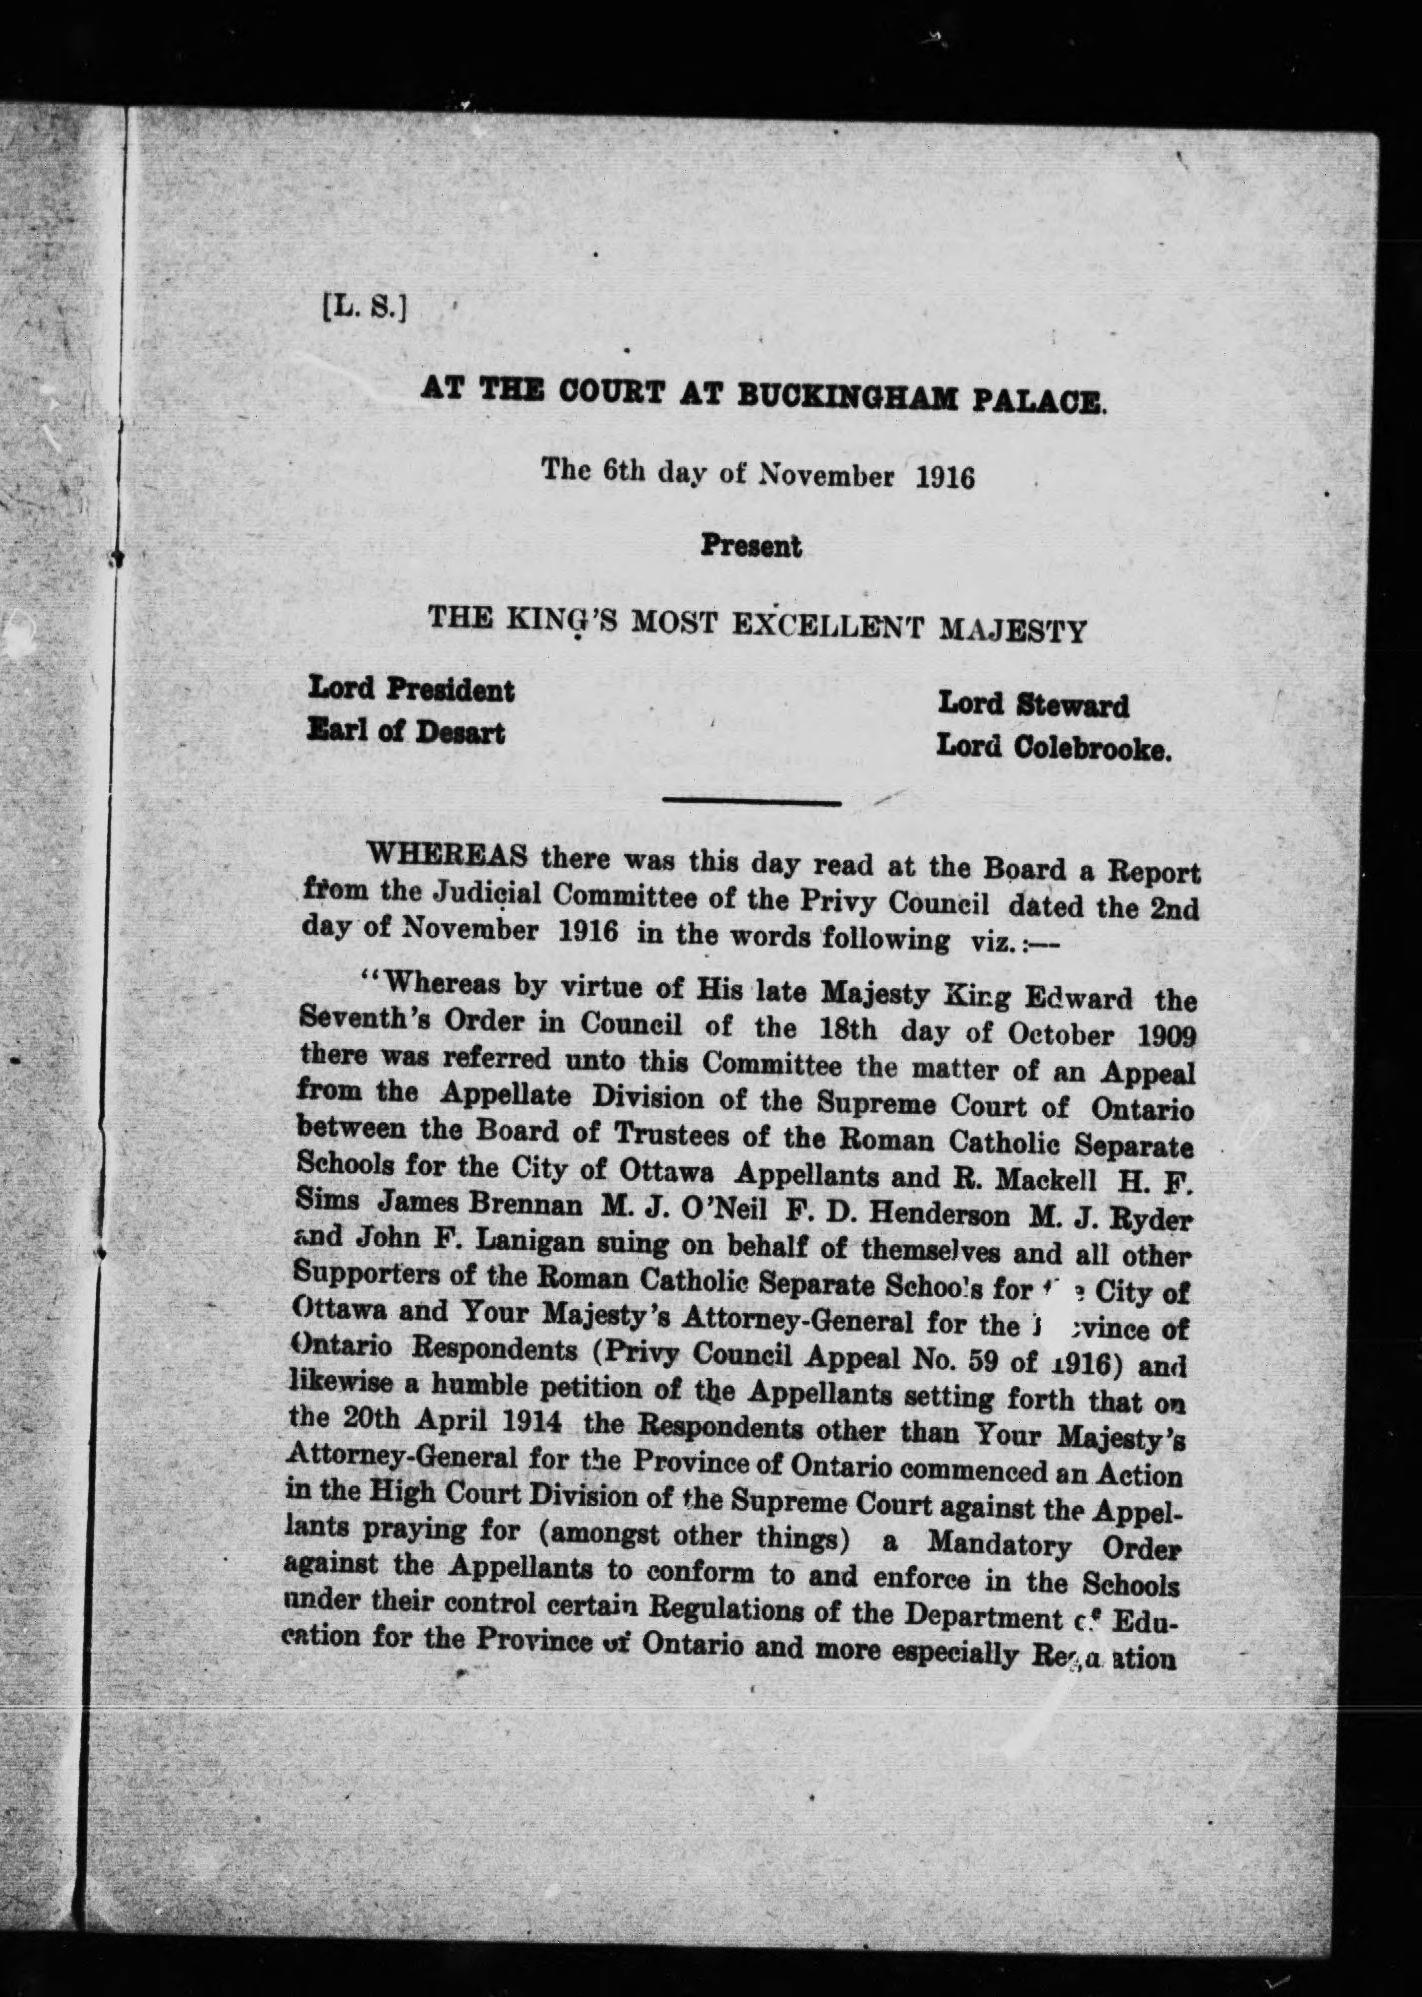 [L. S.]
AT THE COURT AT BUCKINGHAM PALACE.
The 6th day of November 1916
Present
THE KING'S MOST EXCELLENT MAJESTY
Lord President Lord Steward
Earl of Desart Lord Colebrooke.
WHEREAS there was this day read at the Board a Report
from the Judicial Committee of the Privy Council dated the 2nd
day of November 1916 in the words following viz.:—
"Whereas by virtue of His late Majesty King Edward the
Seventh's Order in Council of the 18th day of October 1909
there was referred unto this Committee the matter of an Appeal
from the Appellate Division of the Supreme Court of Ontario
between the Board of Trustees of the Roman Catholic Separate
Schools for the City of Ottawa Appellants and R. Mackell H. F.
Sims James Brennan M. J. O'Neil F. D. Henderson M. J. Ryder
and John F. Lanigan suing on behalf of themselves and all other
Supporters of the Roman Catholic Separate Schools for City of
Ottawa and Your Majesty's Attorney-General for the of
Ontario Respondents (Privy Council Appeal No. 59 of 1916) and
likewise a humble petition of the Appellants setting forth that on
the 20th April 1914 the Respondents other than Your Majesty's
Attorney-General for the Province of Ontario commenced an Action
in the High Court Division of the Supreme Court against the Appel-
lants praying for (amongst other things) a Mandatory Order
against the Appellants to conform to and enforce in the Schools
under their control certain Regulations of the Department of Edu-
cation for the Province of Ontario and more especially